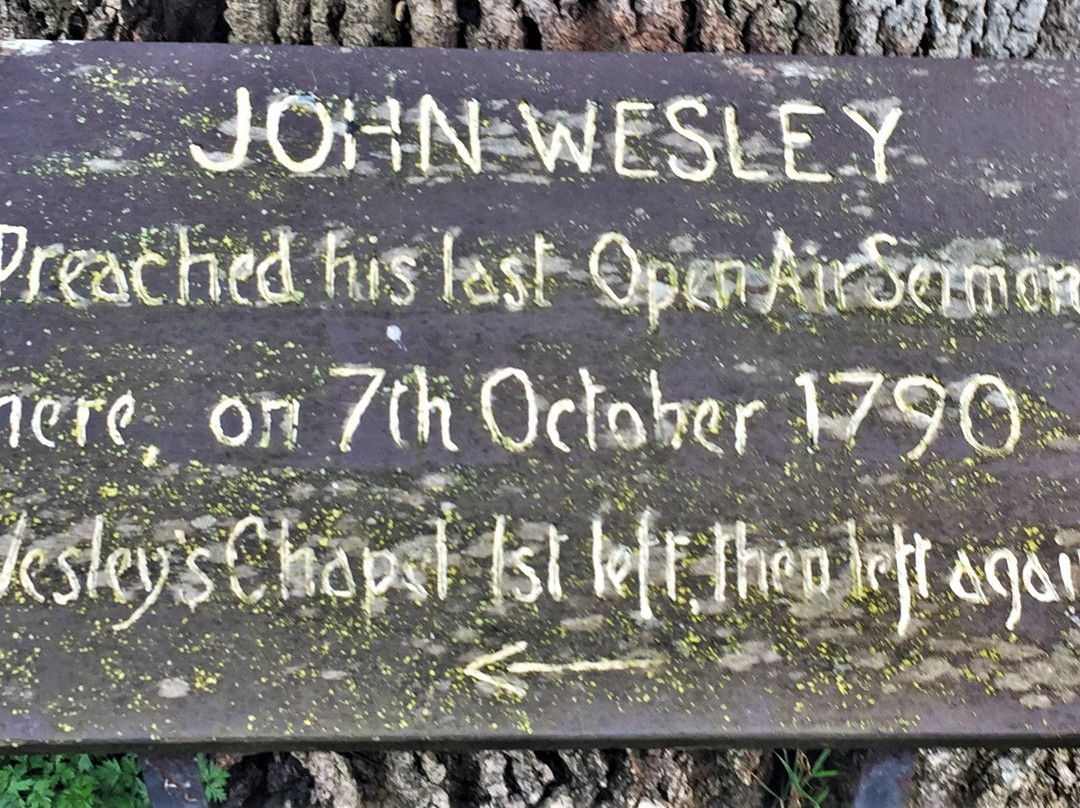 JOHN WESLEY
Preached his last Open Air Sermon
here, on 7th October 1790
Wesley's Chapel 1st left, then left again